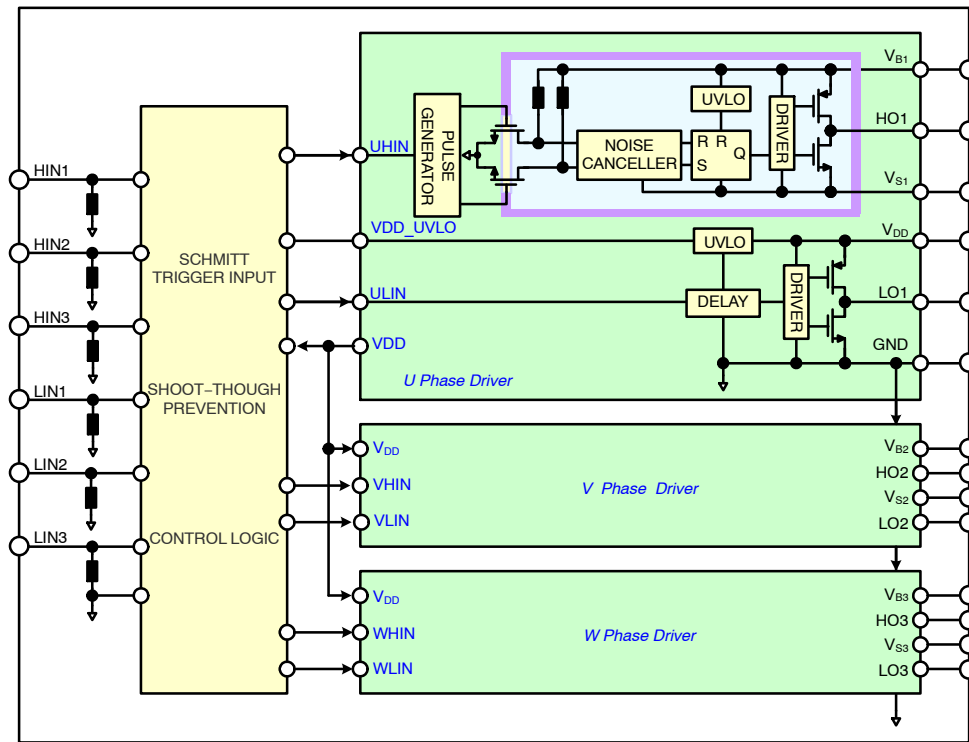 HIN1
HIN2
HIN3
LIN1
LIN2
LIN3
SCHMITT
TRIGGER INPUT
SHOOT−THOUGH
PREVENTION
CONTROL LOGIC
UHIN
VDD_UVLO
ULIN
VDD
PULSE
GENERATOR
NOISE
CANCELLER
UVLO
R R
S
Q
DRIVER
UVLO
DELAY
DRIVER
U Phase Driver
VB1
HO1
VS1
VDD
LO1
GND
VDD
VHIN
VLIN
V Phase Driver
VB2
HO2
VS2
LO2
VDD
WHIN
WLIN
W Phase Driver
VB3
HO3
VS3
LO3